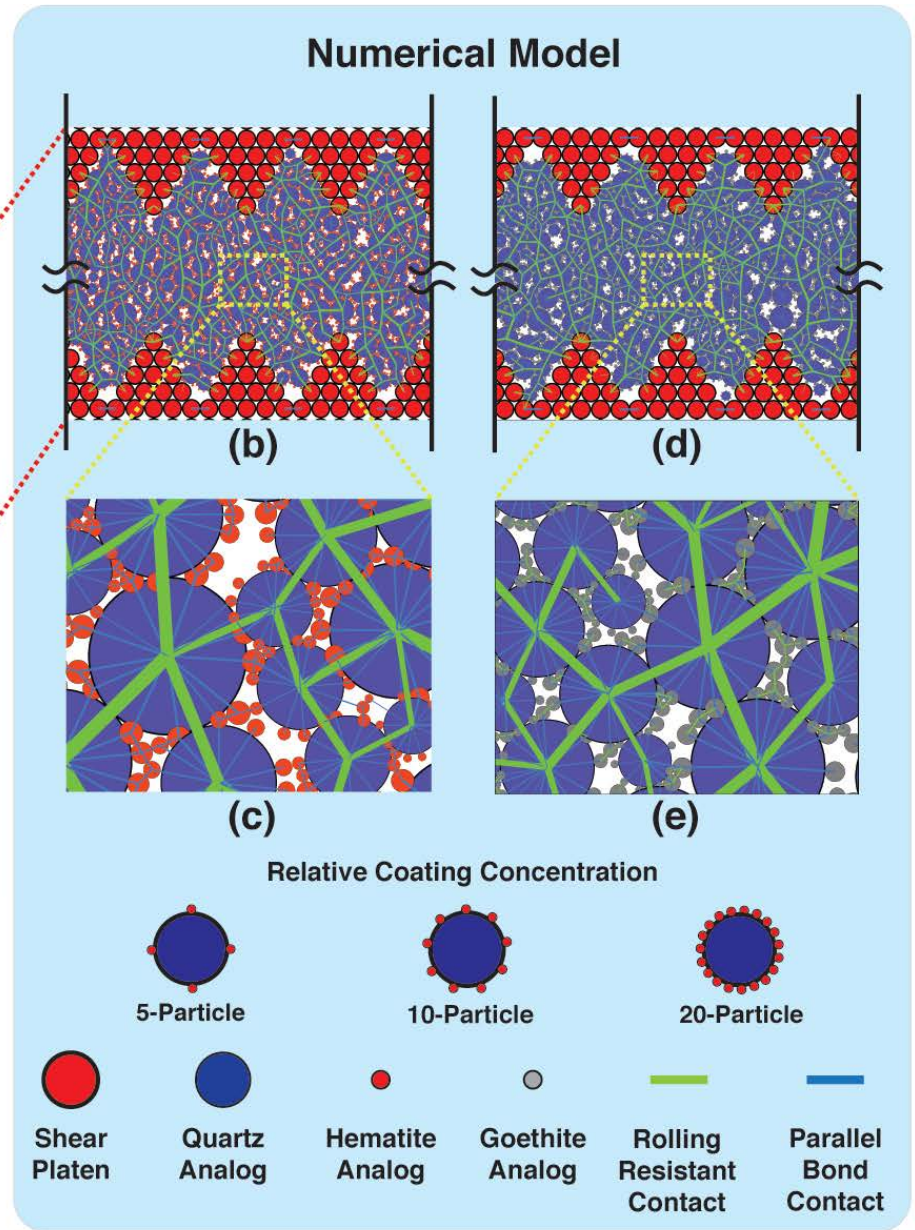 Numerical Model
(b)
(d)
(c)
(e)
Relative Coating Concentration
5-Particle
10-Particle
20-Particle
Shear
Platen
Quartz
Analog
Hematite
Analog
Goethite
Analog
Rolling
Resistant
Contact
Parallel
Bond
Contact